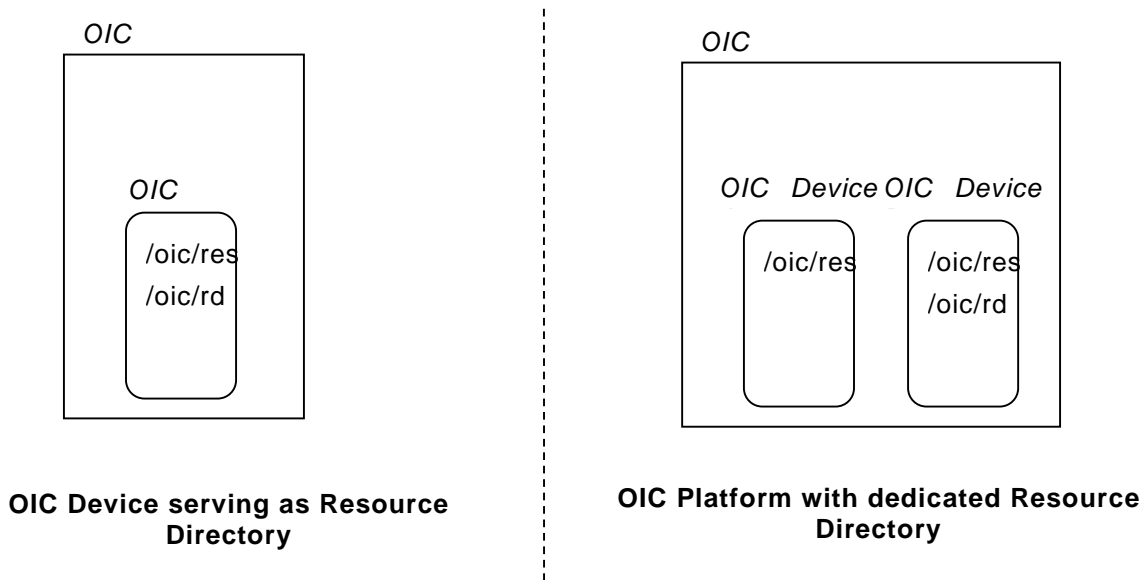 OIC
OIC
/oic/res
/oic/rd
OIC Device serving as Resource
Directory
OIC
OIC Device OIC Device
/oic/res
/oic/res
/oic/rd
OIC Platform with dedicated Resource
Directory